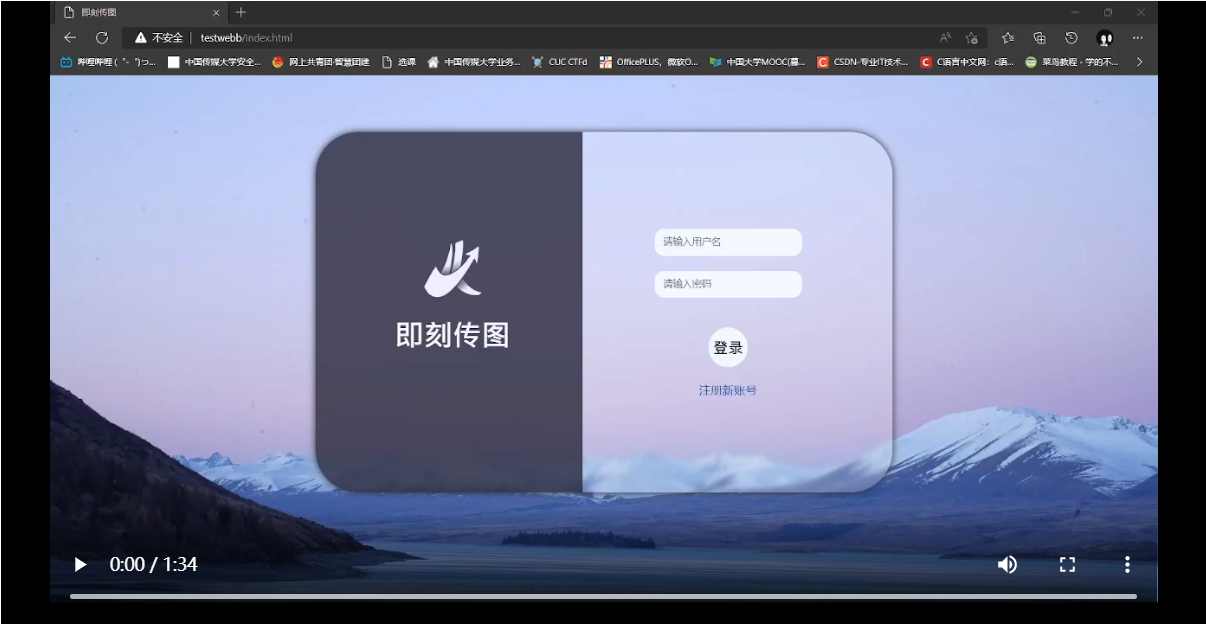 即刻传图
不安全 testwebb/index.html
哔哩哔哩 ( ゜- ゜)つ... 中国传媒大学安全... 网上共青团·智慧团建 选课 中国传媒大学业务... CUC CTFd OfficePLUS，微软O... 中国大学MOOC(慕... CSDN-专业IT技术... C语言中文网：c语... 菜鸟教程 - 学的不...
请输入用户名
请输入密码
即刻传图
登录
注册新账号
0:00 / 1:34